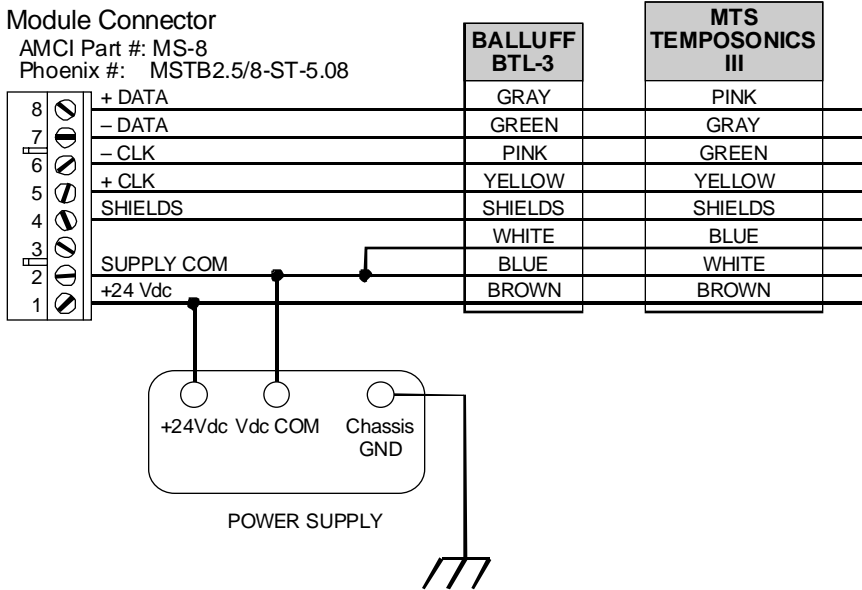 Module Connector
AMCI Part #: MS-8
Phoenix #: MSTB2.5/8-ST-5.08
BALLUFF
BTL-3
MTS
TEMPOSONICS
III
8 + DATA GRAY PINK
7 – DATA GREEN GRAY
6 – CLK PINK GREEN
5 + CLK YELLOW YELLOW
4 SHIELDS SHIELDS SHIELDS
3 WHITE BLUE
2 SUPPLY COM BLUE WHITE
1 +24 Vdc BROWN BROWN
+24Vdc Vdc COM Chassis
GND
POWER SUPPLY